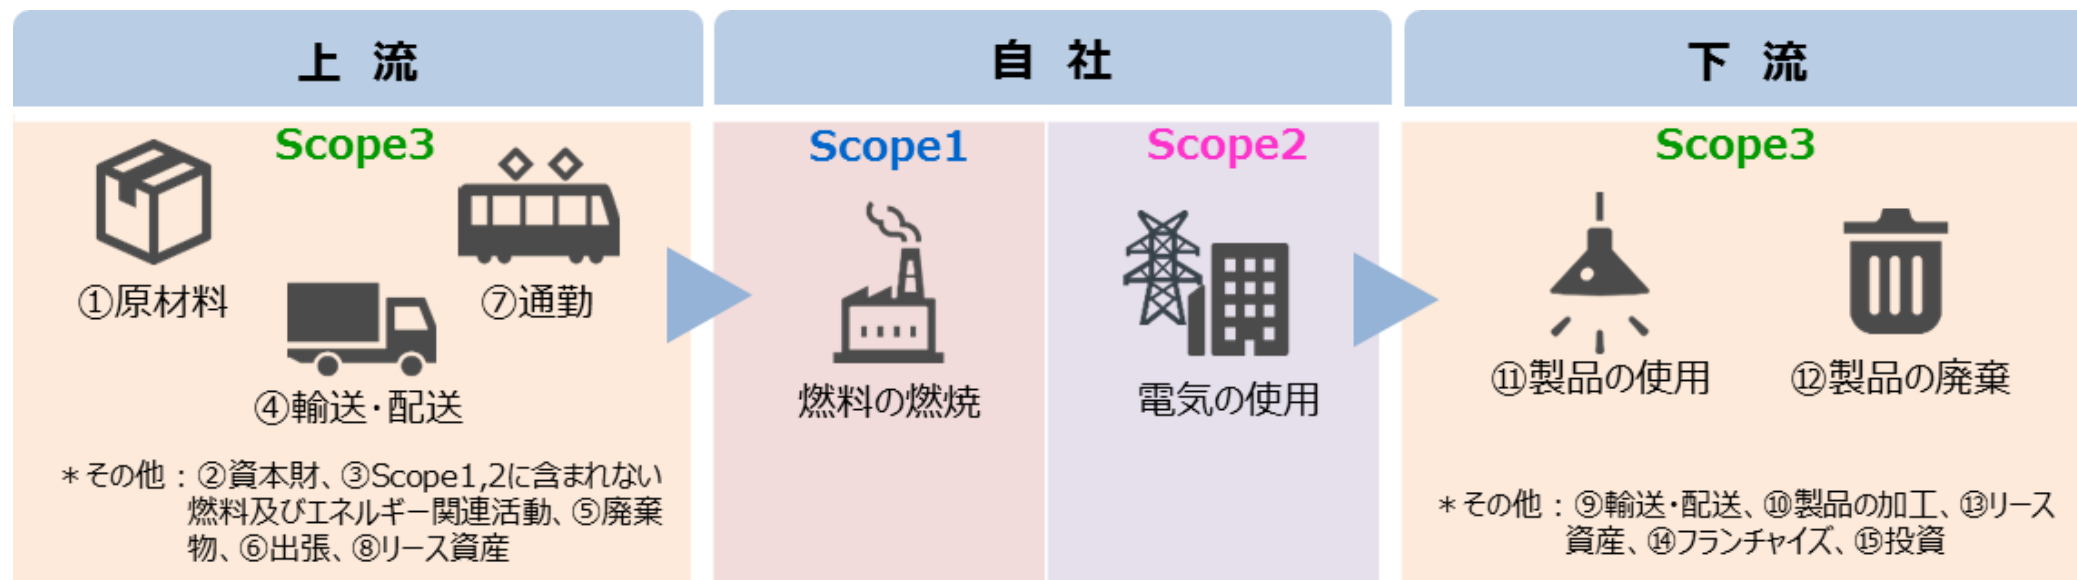 上 流
Scope3
①原材料
⑦通勤
④輸送・配送
＊その他：②資本財、③Scope1,2に含まれない
燃料及びエネルギー関連活動、⑤廃棄
物、⑥出張、⑧リース資産
自 社
Scope1
燃料の燃焼
Scope2
電気の使用
下 流
Scope3
⑪製品の使用
⑫製品の廃棄
＊その他：⑨輸送・配送、⑩製品の加工、⑬リース
資産、⑭フランチャイズ、⑮投資